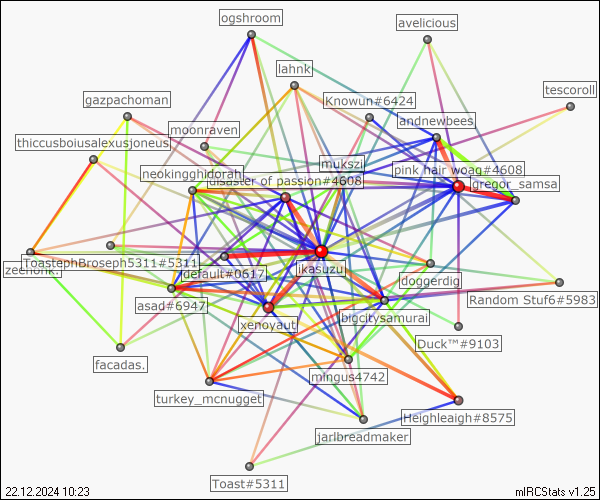 ogshroom
avelicious
lahnk
tescoroll
gazpachoman
Knowun#6424
andnewbees
moonraven
thiccusboiusalexusjoneus
mukszi
pink hair woag#4608
neokingghidorah
disaster of passion#4608
gregor_samsa
ToastephBroseph5311#5311
zechonk.
default#0617
ikasuzu
doggerdig
asad#6947
Random Stuf6#5983
bigcitysamurai
xenoyaut
Duck™#9103
facadas.
mingus4742
turkey_mcnugget
Heighleaigh#8575
jarlbreadmaker
Toast#5311
22.12.2024 10:23
mIRCStats v1.25